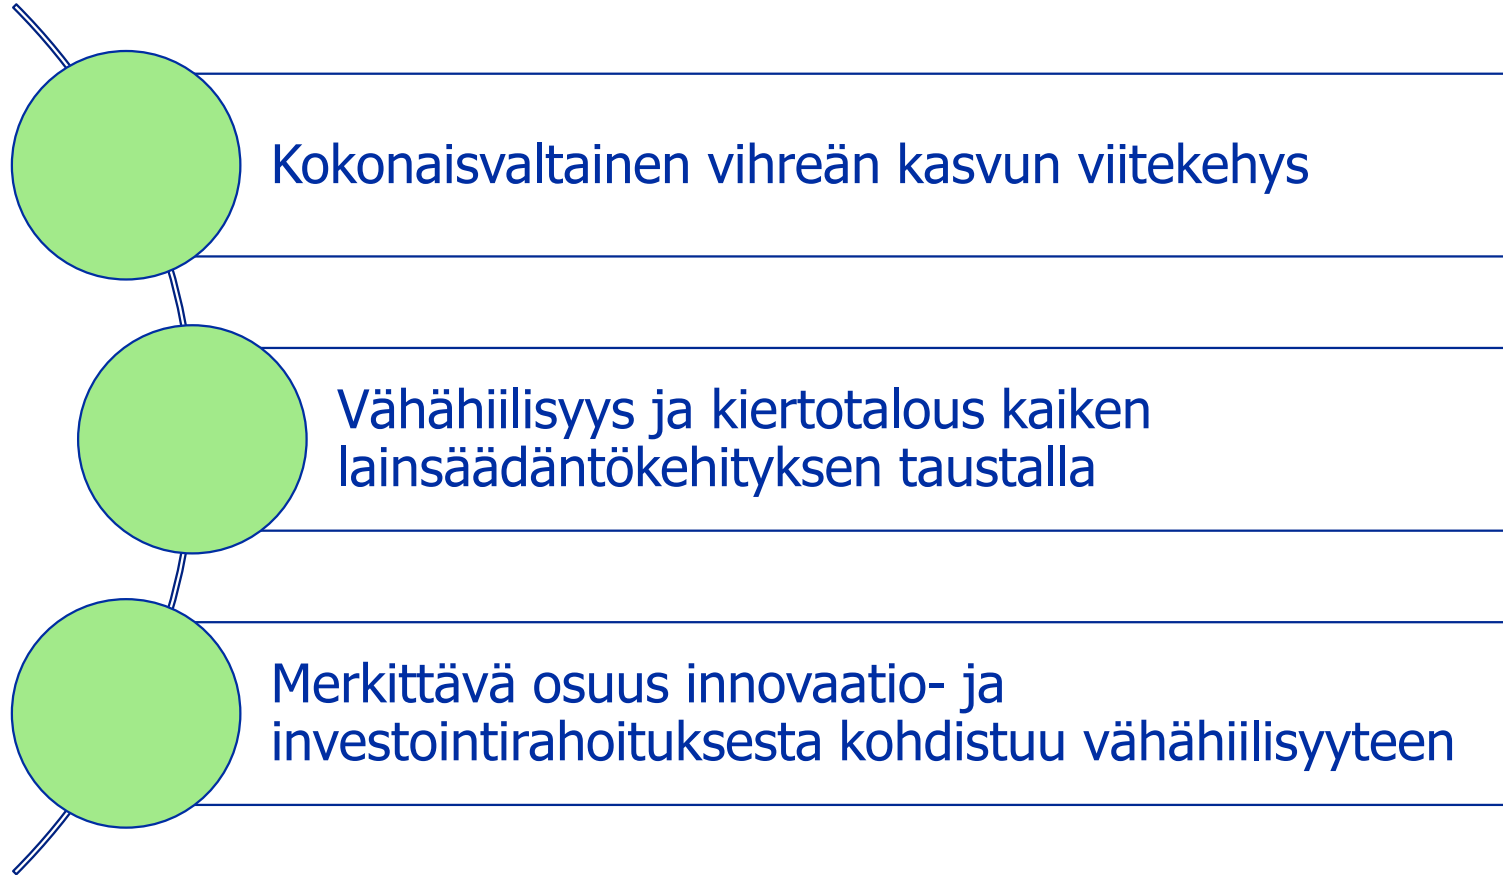 Kokonaisvaltainen vihreän kasvun viitekehys
Vähähiilisyys ja kiertotalous kaiken
lainsäädäntökehityksen taustalla
Merkittävä osuus innovaatio- ja
investointirahoituksesta kohdistuu vähähiilisyyteen